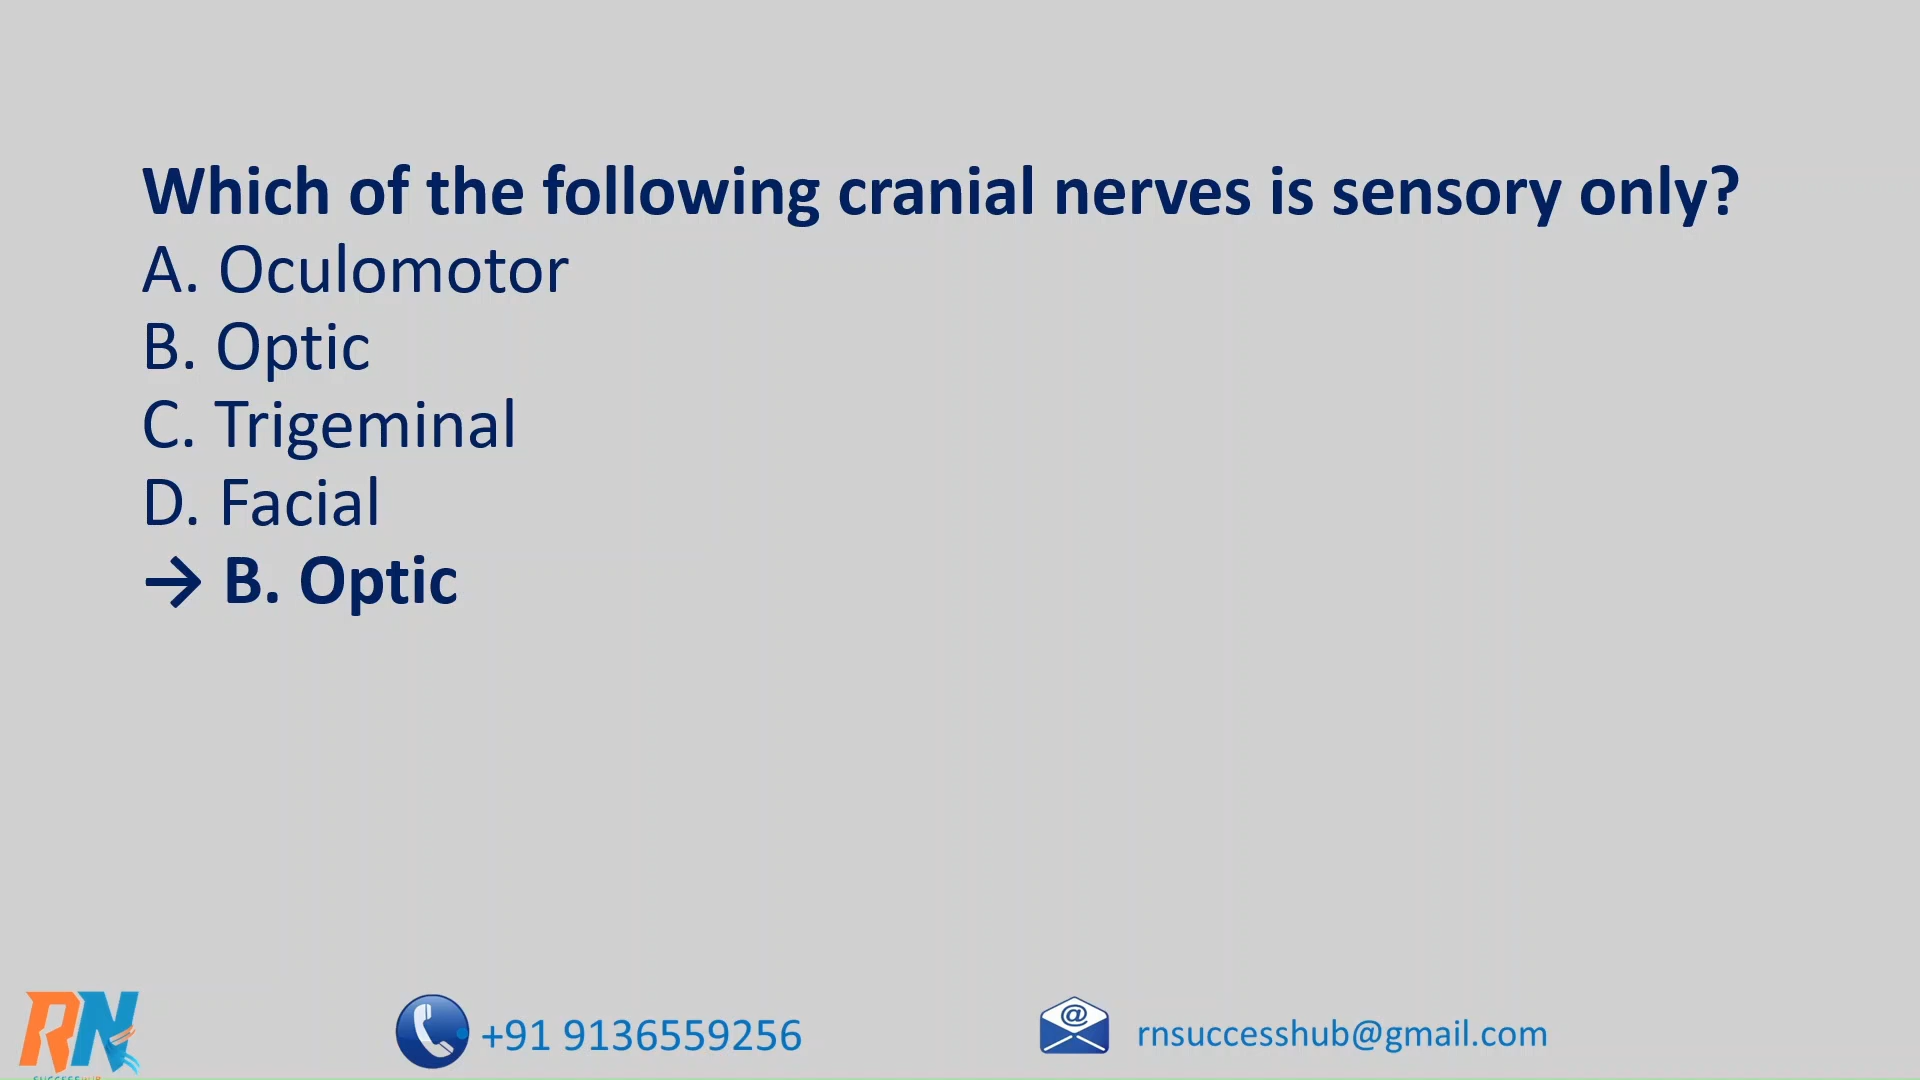 Which of the following cranial nerves is sensory only?
A. Oculomotor
B. Optic
C. Trigeminal
D. Facial
→ B. Optic
RN
+91 9136559256
@
rnsuccesshub@gmail.com